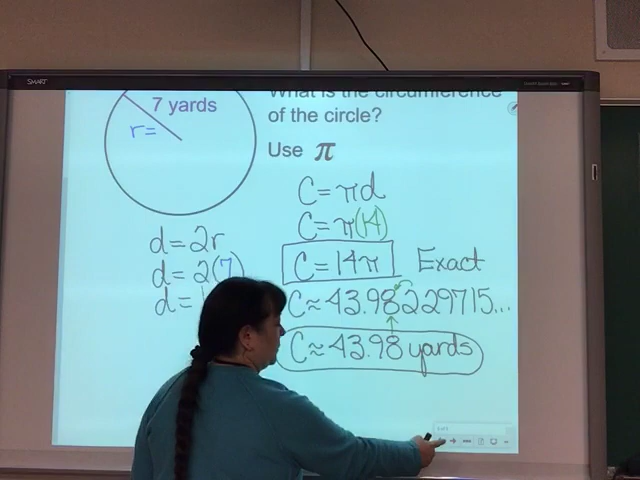 SMART
What is the circumference
of the circle?
7 yards
r=
Use π
C=πd
C=π(14)
C=14π Exact
C≈43.98229715...
C≈43.98 yards
d=2r
d=2(7)
d=